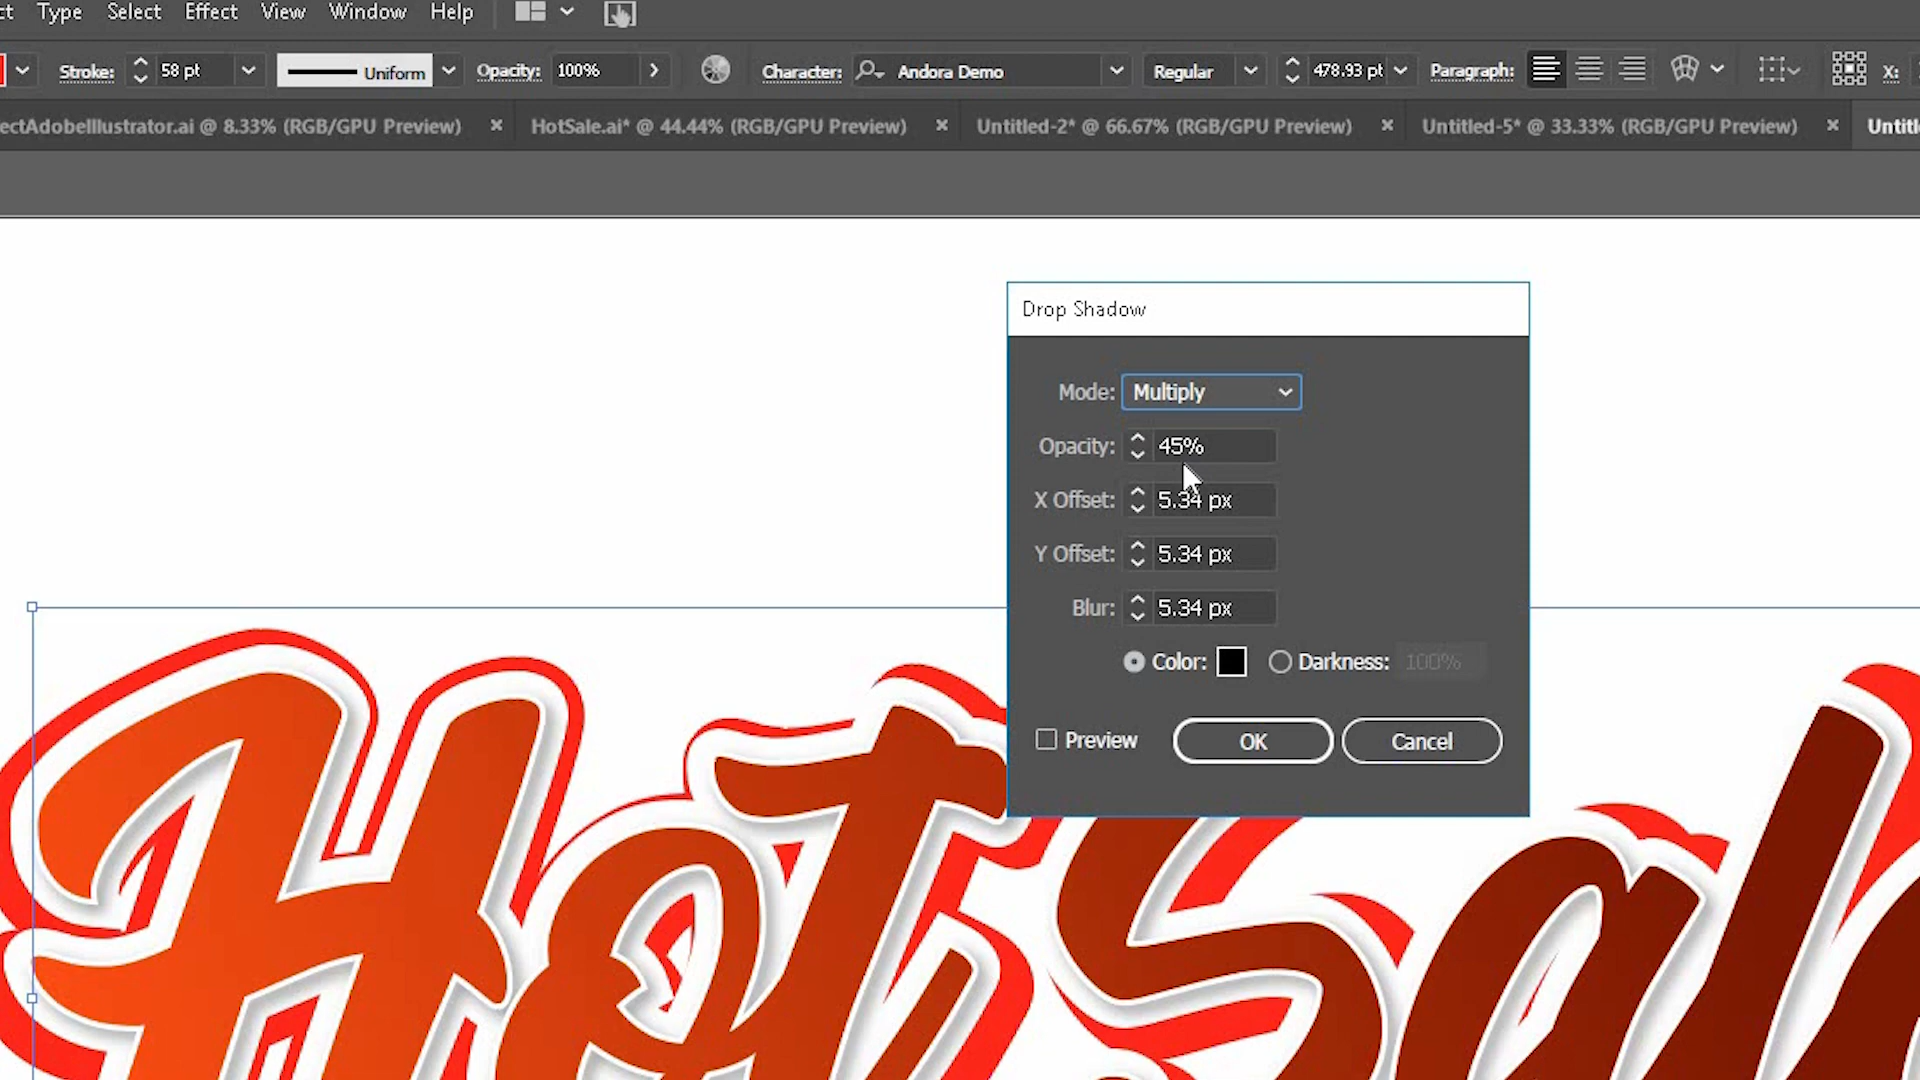 ct Type Select Effect View Window Help
Stroke: 58 pt Uniform Opacity: 100% Character: Andora Demo Regular 478.93 pt Paragraph: X:
ectAdobeIllustrator.ai @ 8.33% (RGB/GPU Preview) × HotSale.ai* @ 44.44% (RGB/GPU Preview) × Untitled-2* @ 66.67% (RGB/GPU Preview) × Untitled-5* @ 33.33% (RGB/GPU Preview) × Untitl
Drop Shadow
Mode: Multiply
Opacity: 45%
X Offset: 5.34 px
Y Offset: 5.34 px
Blur: 5.34 px
Color: Darkness: 100%
Preview OK Cancel
Hot Sal